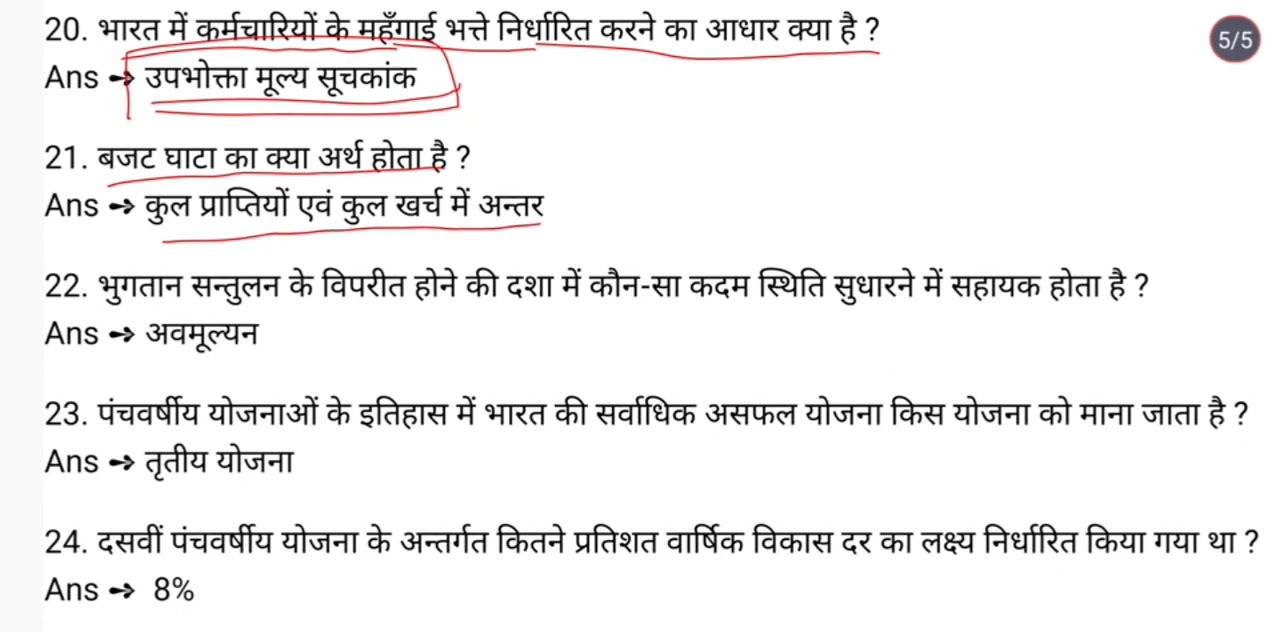 20. भारत में कर्मचारियों के महँगाई भत्ते निर्धारित करने का आधार क्या है ?
5/5
Ans ➺ उपभोक्ता मूल्य सूचकांक
21. बजट घाटा का क्या अर्थ होता है ?
Ans ➺ कुल प्राप्तियों एवं कुल खर्च में अन्तर
22. भुगतान सन्तुलन के विपरीत होने की दशा में कौन-सा कदम स्थिति सुधारने में सहायक होता है ?
Ans ➺ अवमूल्यन
23. पंचवर्षीय योजनाओं के इतिहास में भारत की सर्वाधिक असफल योजना किस योजना को माना जाता है ?
Ans ➺ तृतीय योजना
24. दसवीं पंचवर्षीय योजना के अन्तर्गत कितने प्रतिशत वार्षिक विकास दर का लक्ष्य निर्धारित किया गया था ?
Ans ➺ 8%